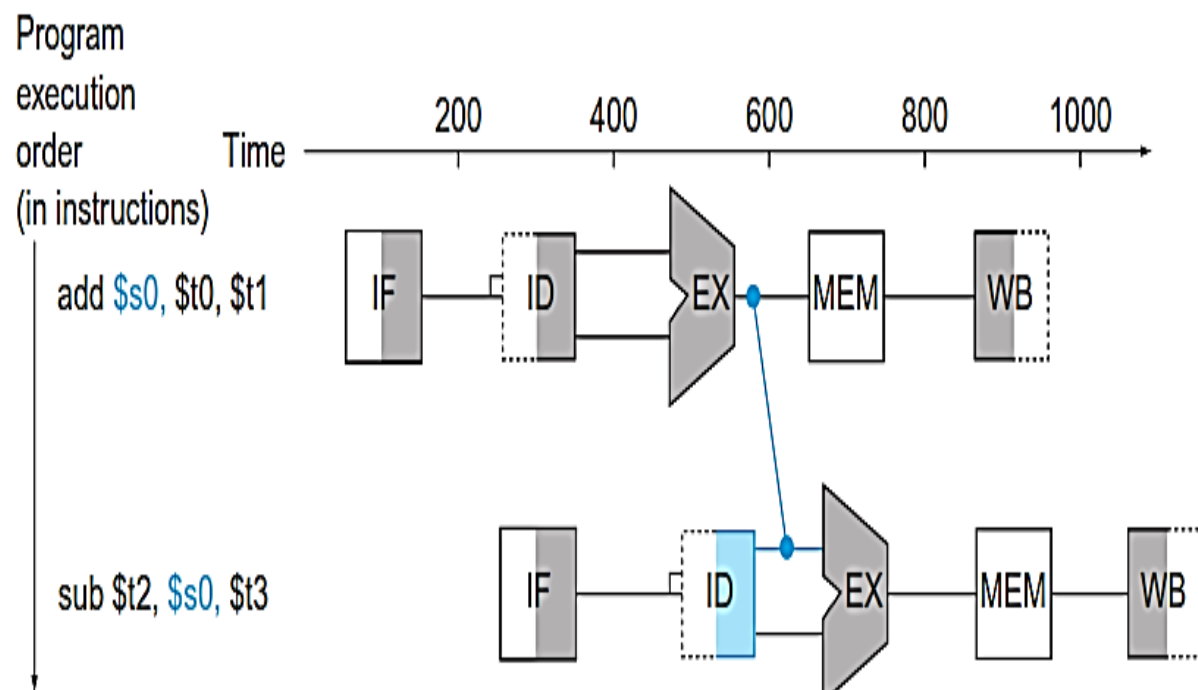 Program
execution
order
(in instructions)
Time
200 400 600 800 1000
add $s0, $t0, $t1
IF ID EX MEM WB
sub $t2, $s0, $t3
IF ID EX MEM WB